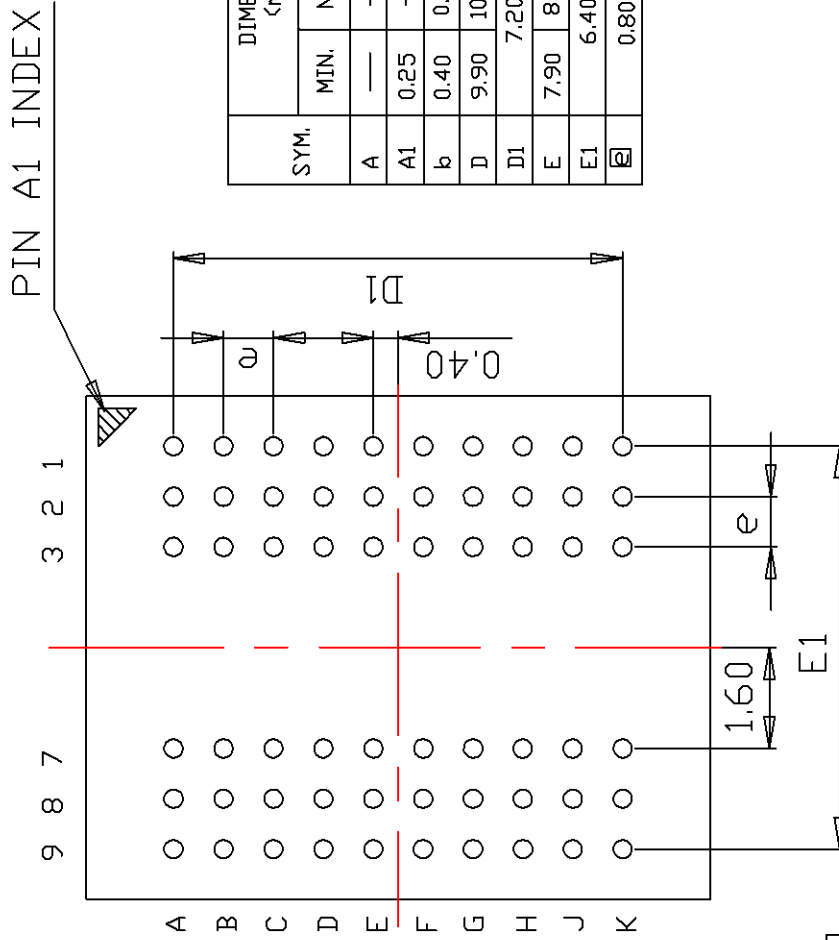 PIN A1 INDEX
SYM.
MIN.
A —
A1 0.25
b 0.40
D 9.90
D1 7.20
E 7.90
E1 6.40
e 0.80
D1
e
0.40
1
2
3
7
8
9
e
1.60
E1
A
B
C
D
E
F
G
H
J
K